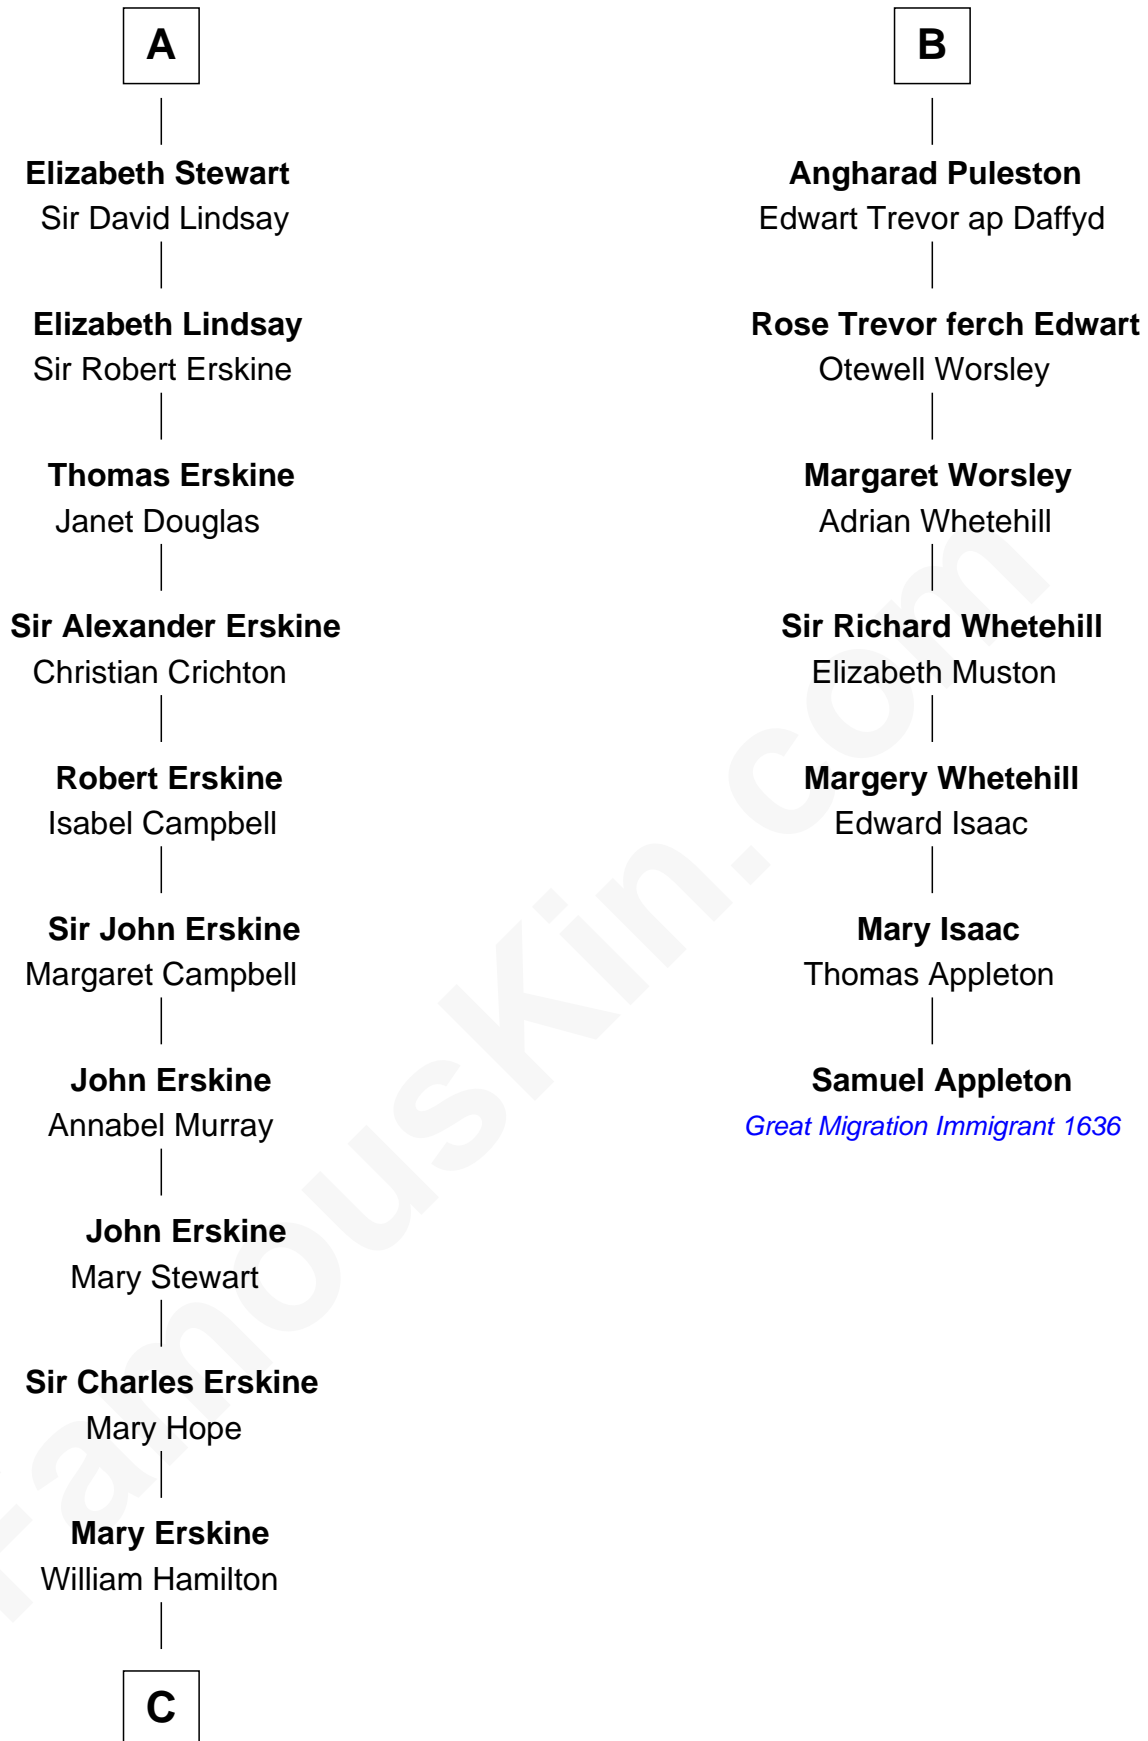 A
Elizabeth Stewart
Sir David Lindsay
Elizabeth Lindsay
Sir Robert Erskine
Thomas Erskine
Janet Douglas
Sir Alexander Erskine
Christian Crichton
Robert Erskine
Isabel Campbell
Sir John Erskine
Margaret Campbell
John Erskine
Annabel Murray
John Erskine
Mary Stewart
Sir Charles Erskine
Mary Hope
Mary Erskine
William Hamilton
C
B
Angharad Puleston
Edwart Trevor ap Daffyd
Rose Trevor ferch Edwart
Otewell Worsley
Margaret Worsley
Adrian Whetehill
Sir Richard Whetehill
Elizabeth Muston
Margery Whetehill
Edward Isaac
Mary Isaac
Thomas Appleton
Samuel Appleton
Great Migration Immigrant 1636
FamousKin.com